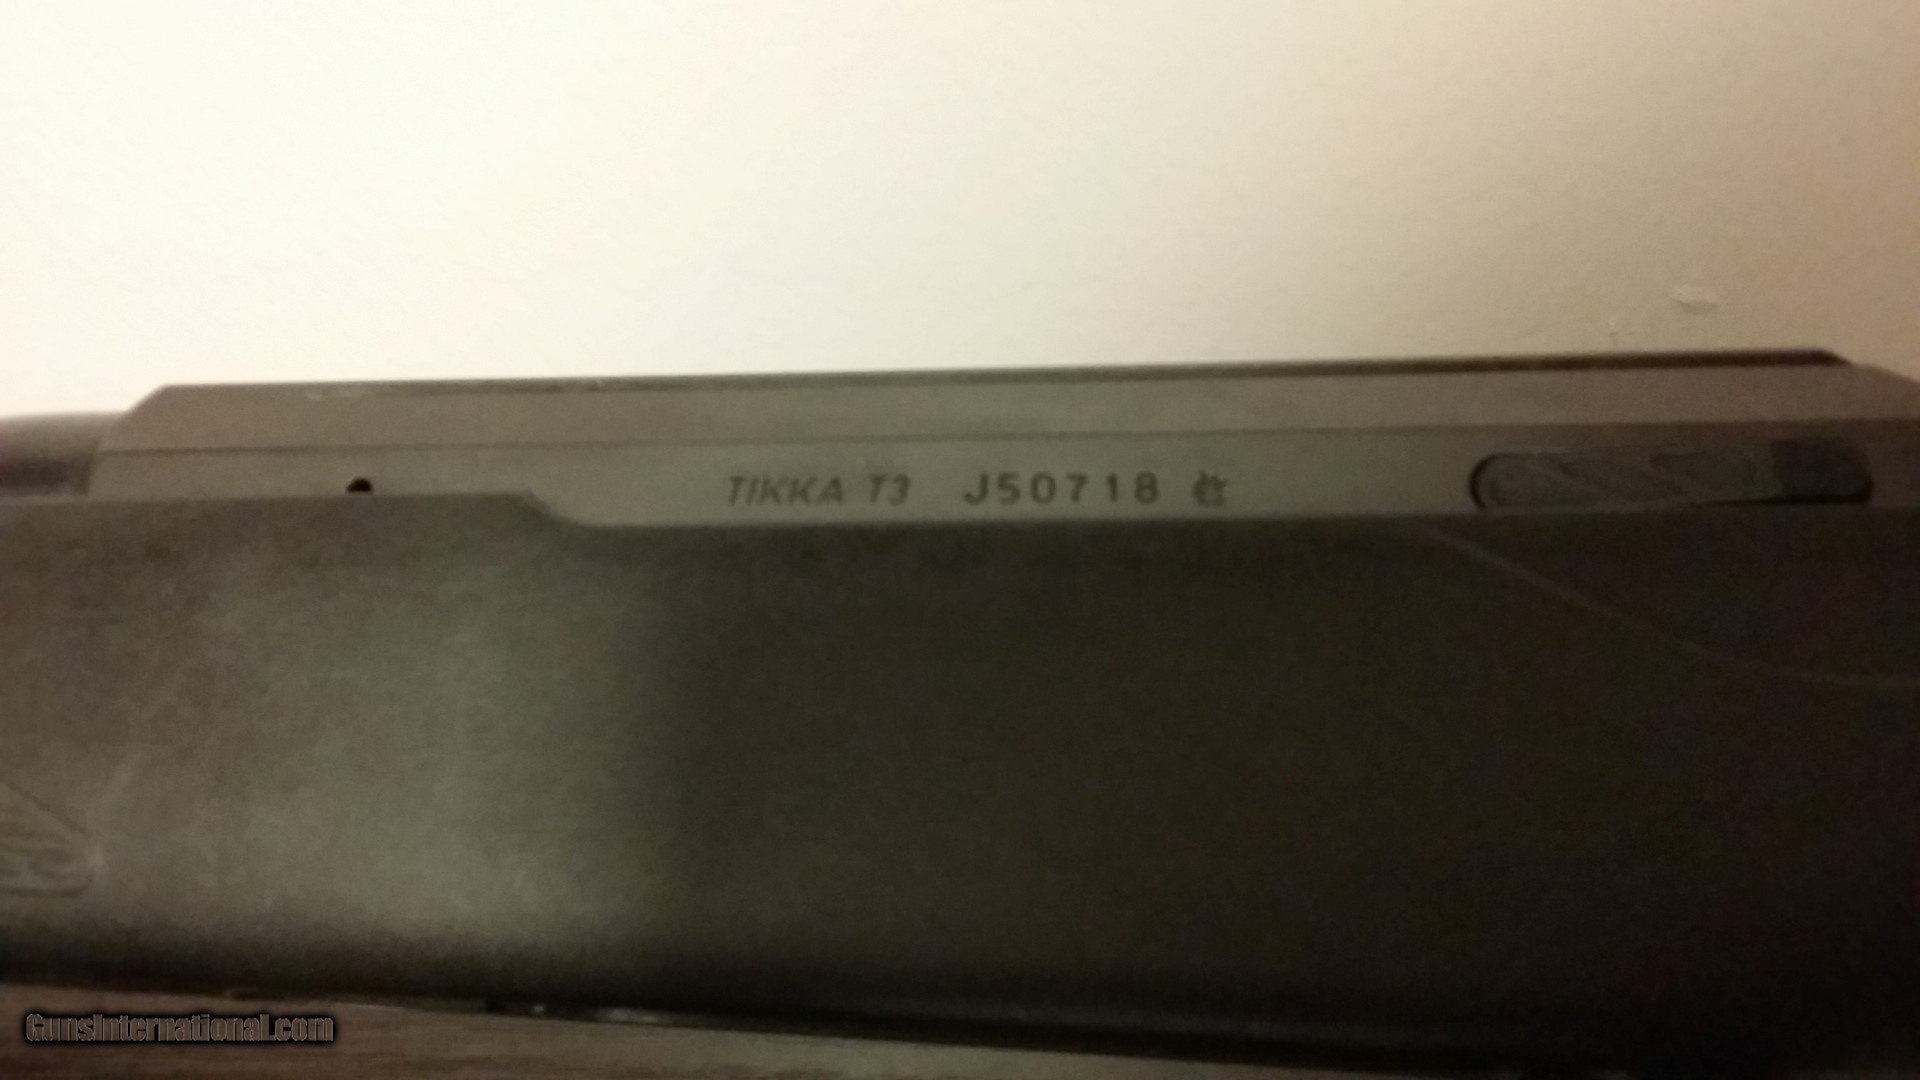 TIKKA T3 J50718
GunsInternational.com